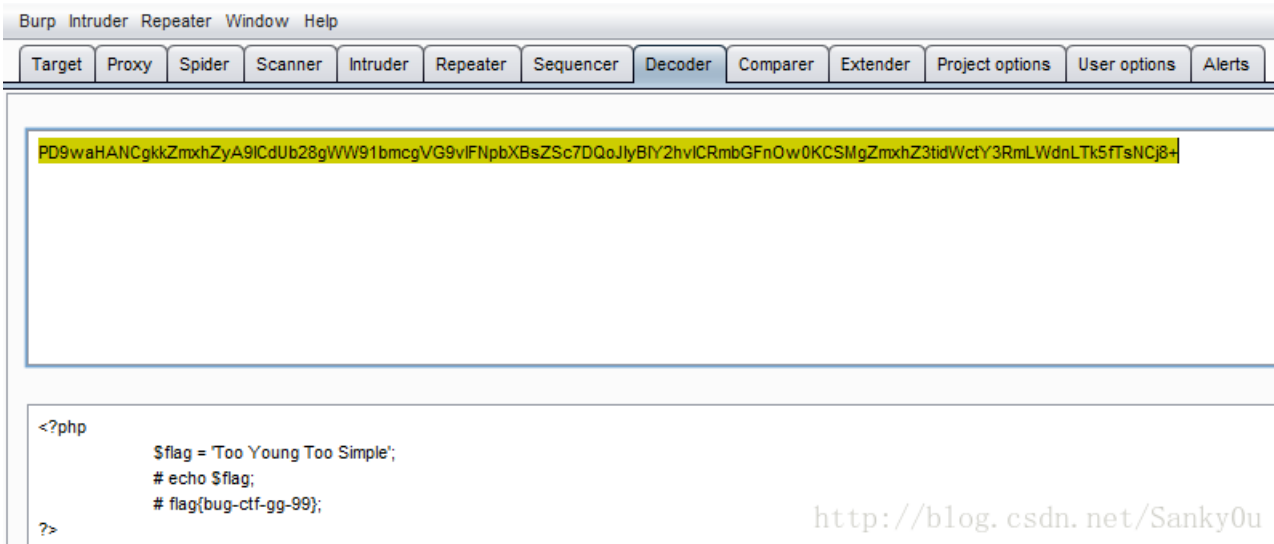 Burp Intruder Repeater Window Help
Target Proxy Spider Scanner Intruder Repeater Sequencer Decoder Comparer Extender Project options User options Alerts
PD9waHANCgkkZmxhZyA9ICdUb28gWW91bmcgVG9vIFNpbXBsZSc7DQoJIyBlY2hvICRmbGFnOw0KCSMgZmxhZ3tidWctY3RmLWdnLTk5fTsNCj8+
<?php
$flag = 'Too Young Too Simple';
# echo $flag;
# flag{bug-ctf-gg-99};
?>
http://blog.csdn.net/Sanky0u